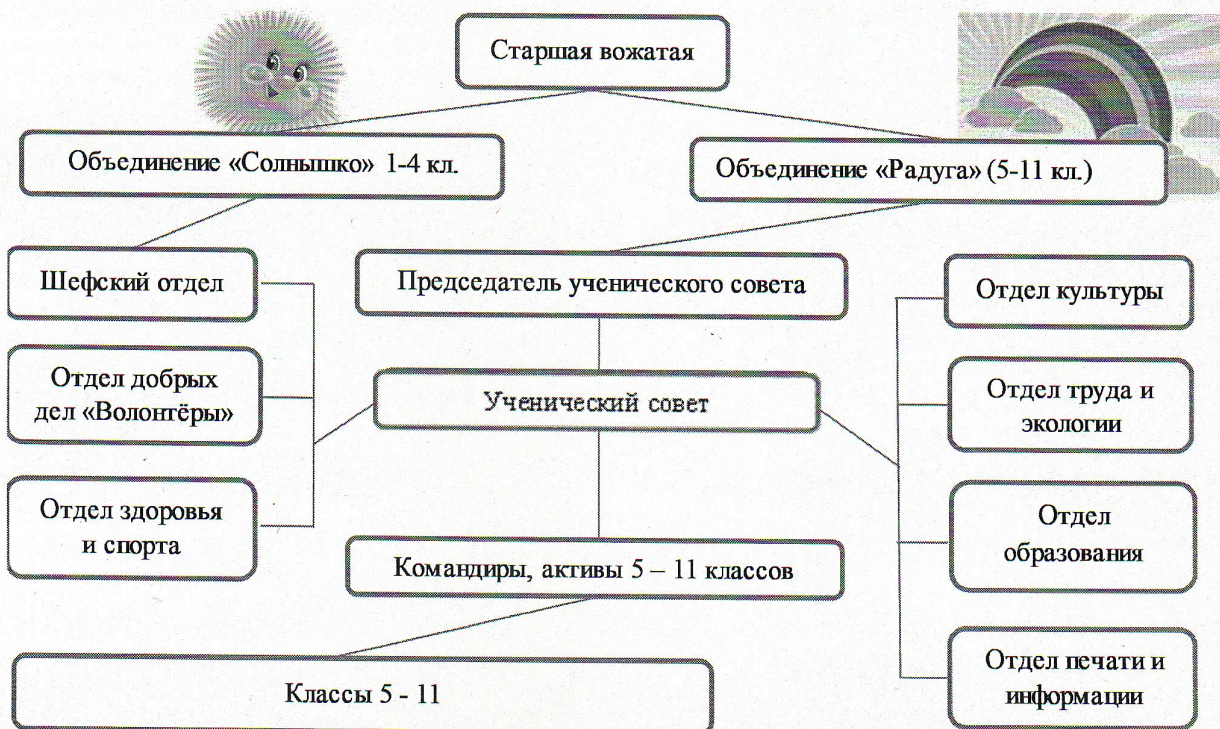 Старшая вожатая
Объединение «Солнышко» 1-4 кл.
Объединение «Радуга» (5-11 кл.)
Шефский отдел
Председатель ученического совета
Отдел культуры
Отдел добрых
дел «Волонтёры»
Ученический совет
Отдел труда и
экологии
Отдел здоровья
и спорта
Отдел
образования
Командиры, активы 5 – 11 классов
Отдел печати и
информации
Классы 5 - 11